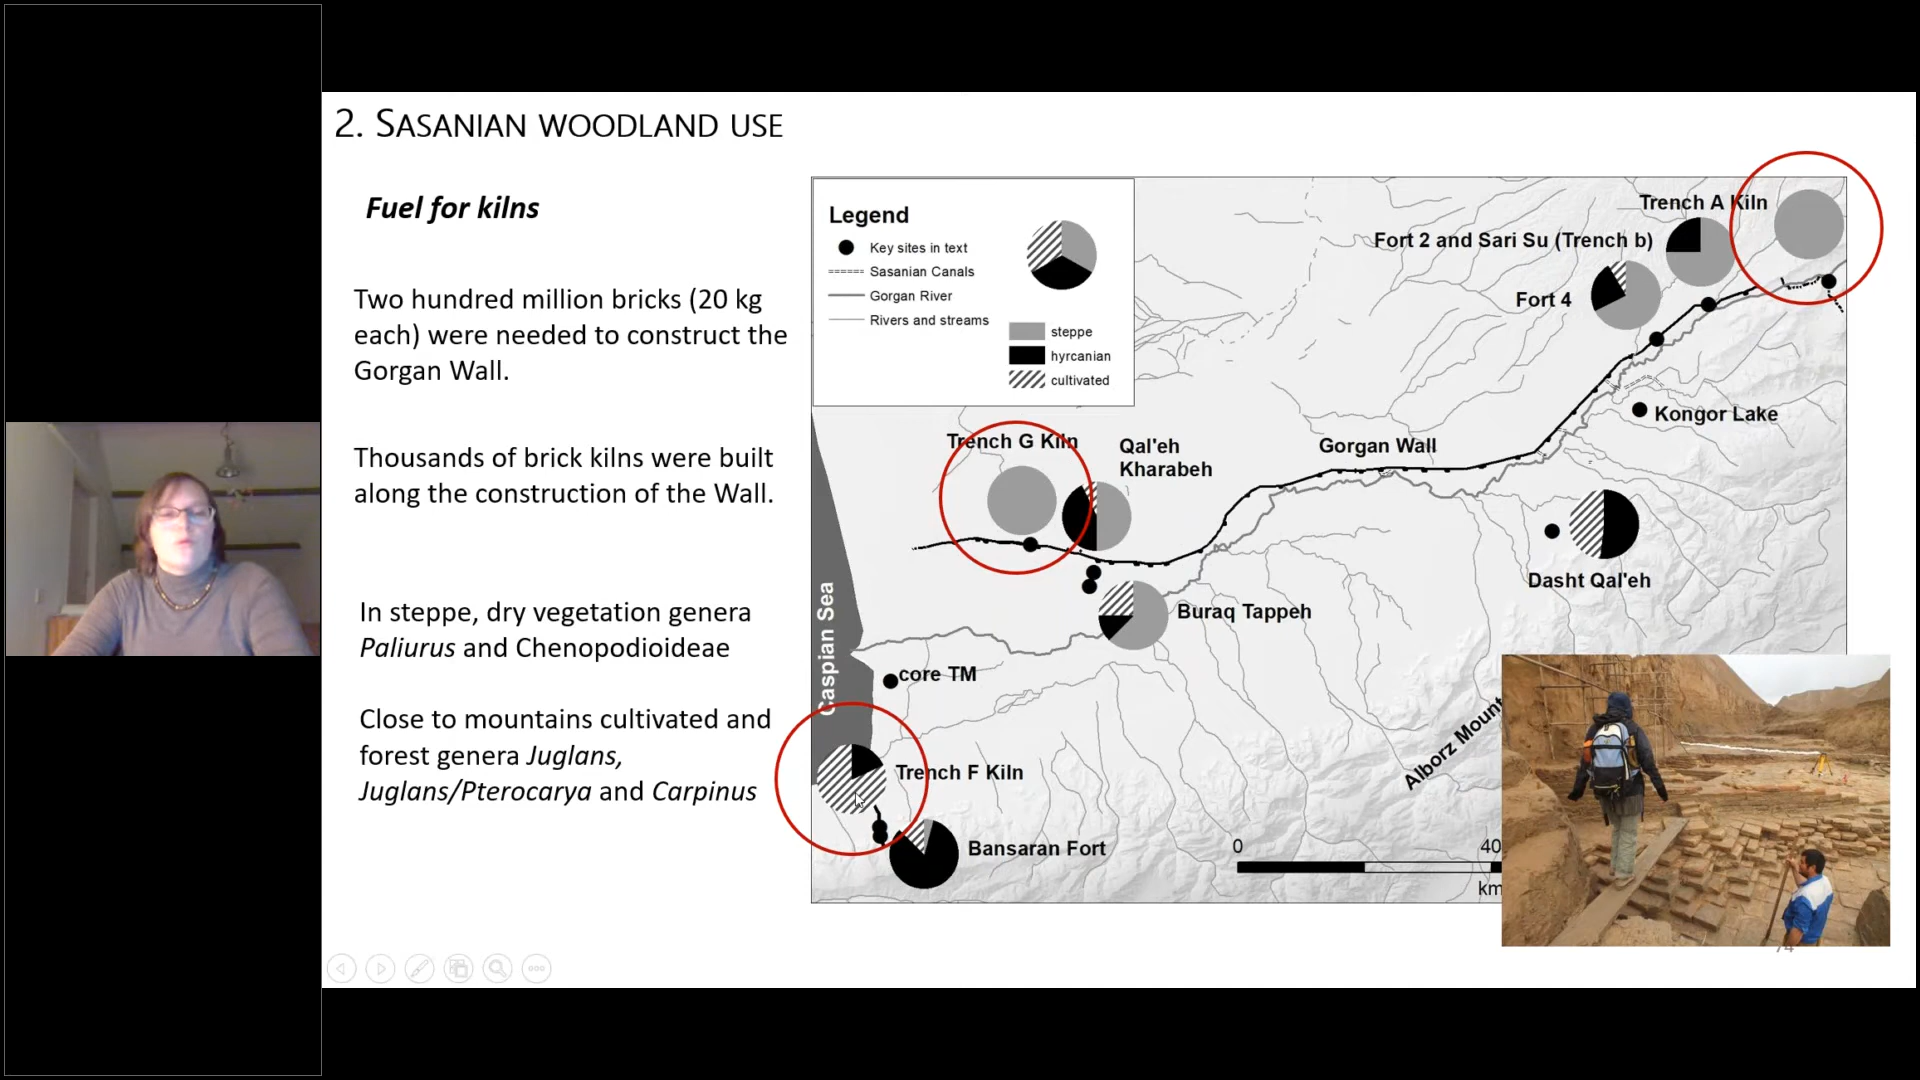 2. SASANIAN WOODLAND USE
Fuel for kilns
Two hundred million bricks (20 kg
each) were needed to construct the
Gorgan Wall.
Thousands of brick kilns were built
along the construction of the Wall.
In steppe, dry vegetation genera
Paliurus and Chenopodioideae
Close to mountains cultivated and
forest genera Juglans,
Juglans/Pterocarya and Carpinus
Legend
Key sites in text
Sasanian Canals
Gorgan River
Rivers and streams
steppe
hyrcanian
cultivated
Trench A Kiln
Fort 2 and Sari Su (Trench b)
Fort 4
Kongor Lake
Trench G Kiln
Qal'eh
Kharabeh
Gorgan Wall
Dasht Qal'eh
Buraq Tappeh
Caspian Sea
core TM
Alborz Mount
Trench F Kiln
Bansaran Fort
0
40
km